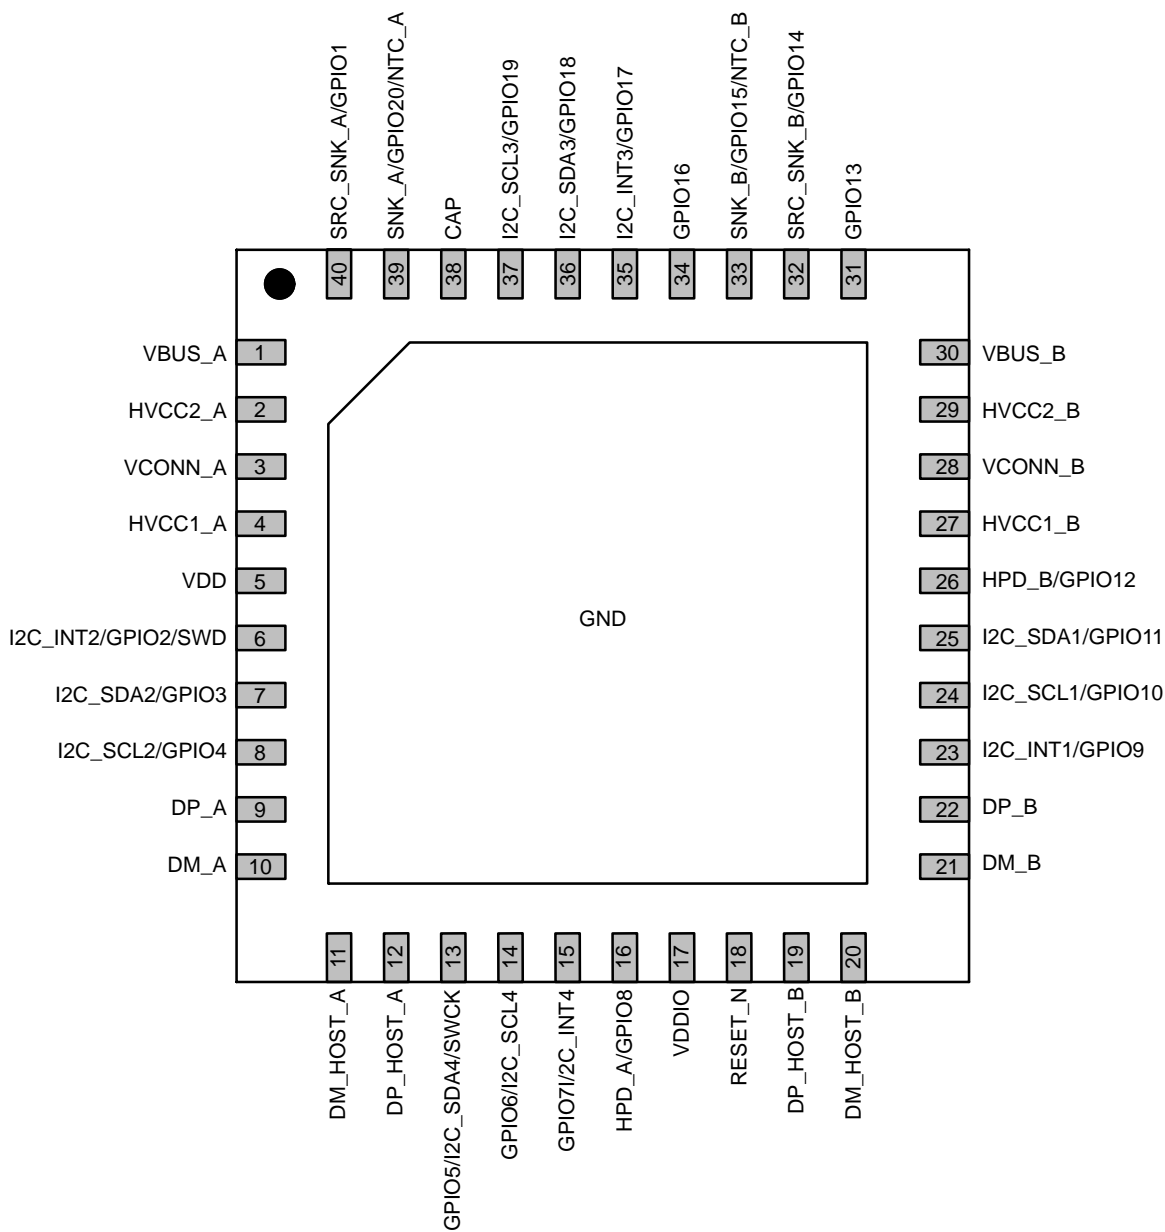 SRC_SNK_A/GPIO1
SNK_A/GPIO20/NTC_A
CAP
I2C_SCL3/GPIO19
I2C_SDA3/GPIO18
I2C_INT3/GPIO17
GPIO16
SNK_B/GPIO15/NTC_B
SRC_SNK_B/GPIO14
GPIO13
40
39
38
37
36
35
34
33
32
31
VBUS_A 1
HVCC2_A 2
VCONN_A 3
HVCC1_A 4
VDD 5
I2C_INT2/GPIO2/SWD 6
I2C_SDA2/GPIO3 7
I2C_SCL2/GPIO4 8
DP_A 9
DM_A 10
GND
30 VBUS_B
29 HVCC2_B
28 VCONN_B
27 HVCC1_B
26 HPD_B/GPIO12
25 I2C_SDA1/GPIO11
24 I2C_SCL1/GPIO10
23 I2C_INT1/GPIO9
22 DP_B
21 DM_B
11
12
13
14
15
16
17
18
19
20
DM_HOST_A
DP_HOST_A
GPIO5/I2C_SDA4/SWCK
GPIO6/I2C_SCL4
GPIO7I/2C_INT4
HPD_A/GPIO8
VDDIO
RESET_N
DP_HOST_B
DM_HOST_B